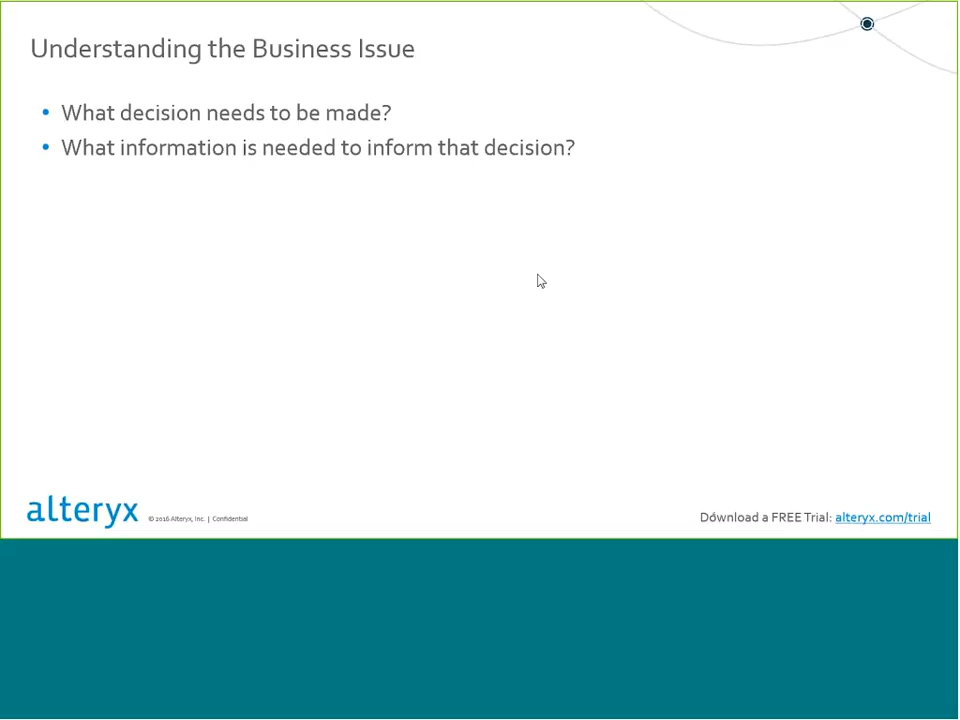 Understanding the Business Issue
• What decision needs to be made?
• What information is needed to inform that decision?
alteryx © 2016 Alteryx, Inc. | Confidential
Download a FREE Trial: alteryx.com/trial